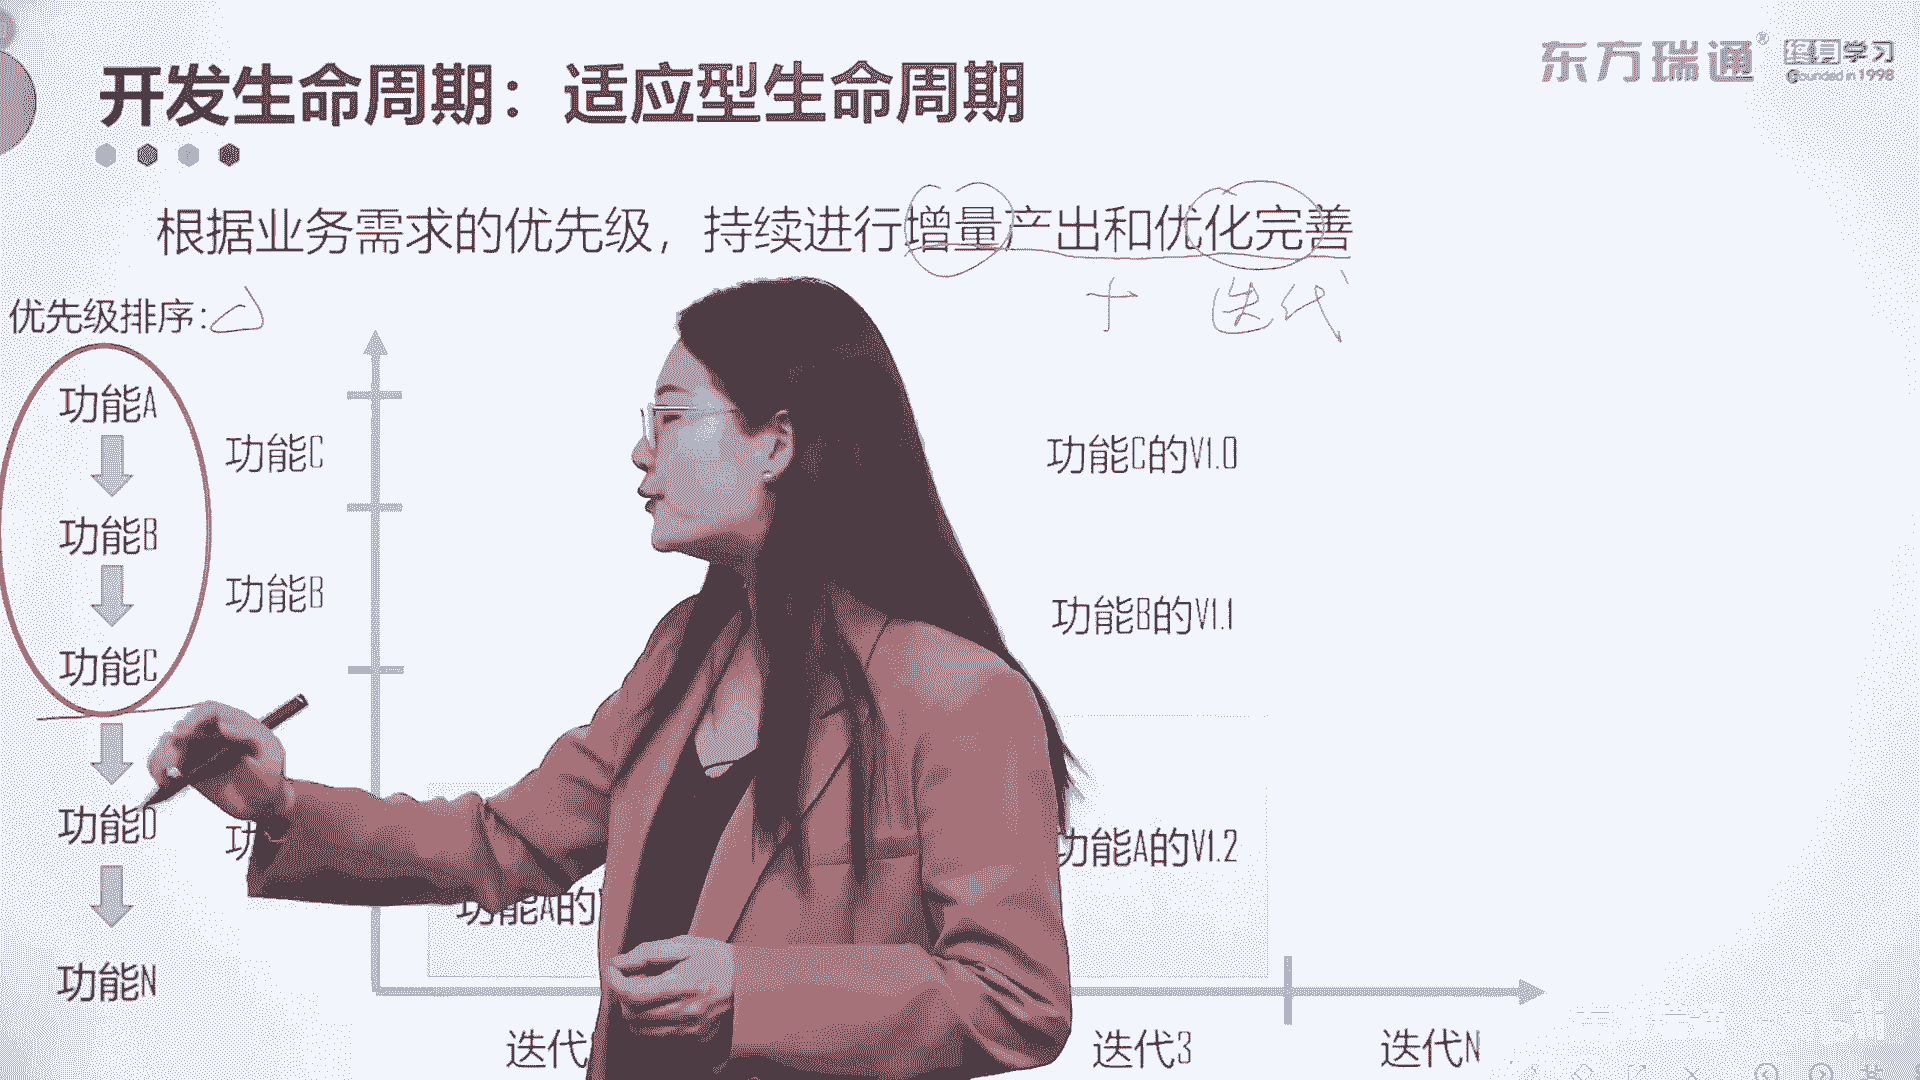 东方瑞通® 终身学习
Founded in 1998
开发生命周期：适应型生命周期
根据业务需求的优先级，持续进行增量产出和优化完善
+ 迭代
优先级排序：
功能A
功能C
功能C的V1.0
功能B
功能B
功能B的V1.1
功能C
功能D
功
功能A的V1.2
功能A的
功能N
迭代
迭代3
迭代N